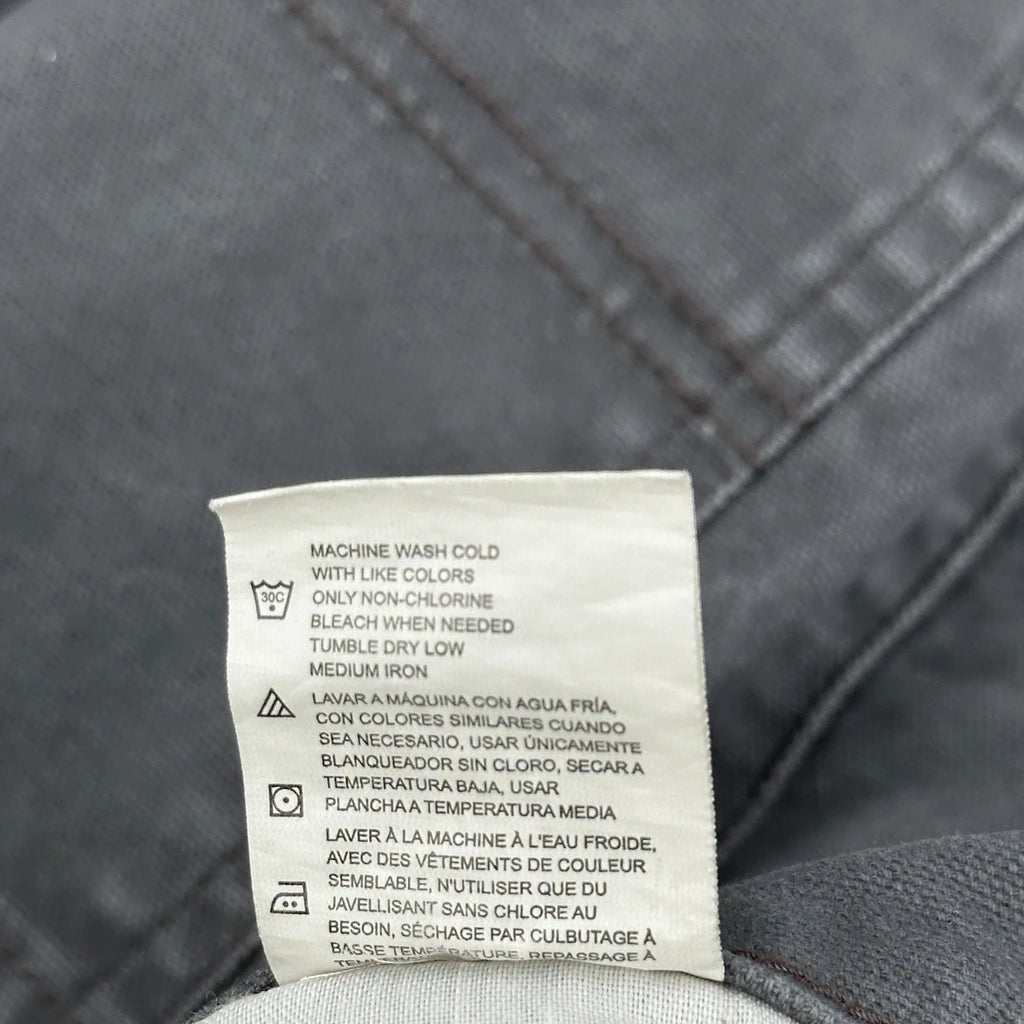 MACHINE WASH COLD
WITH LIKE COLORS
30C
ONLY NON-CHLORINE
BLEACH WHEN NEEDED
TUMBLE DRY LOW
MEDIUM IRON
LAVAR A MÁQUINA CON AGUA FRÍA,
CON COLORES SIMILARES CUANDO
SEA NECESARIO, USAR ÚNICAMENTE
BLANQUEADOR SIN CLORO, SECAR A
TEMPERATURA BAJA, USAR
PLANCHA A TEMPERATURA MEDIA
LAVER À LA MACHINE À L'EAU FROIDE,
AVEC DES VÊTEMENTS DE COULEUR
SEMBLABLE, N'UTILISER QUE DU
JAVELLISANT SANS CHLORE AU
BESOIN, SÉCHAGE PAR CULBUTAGE À
BASSE TEMPÉRATURE, REPASSAGE À